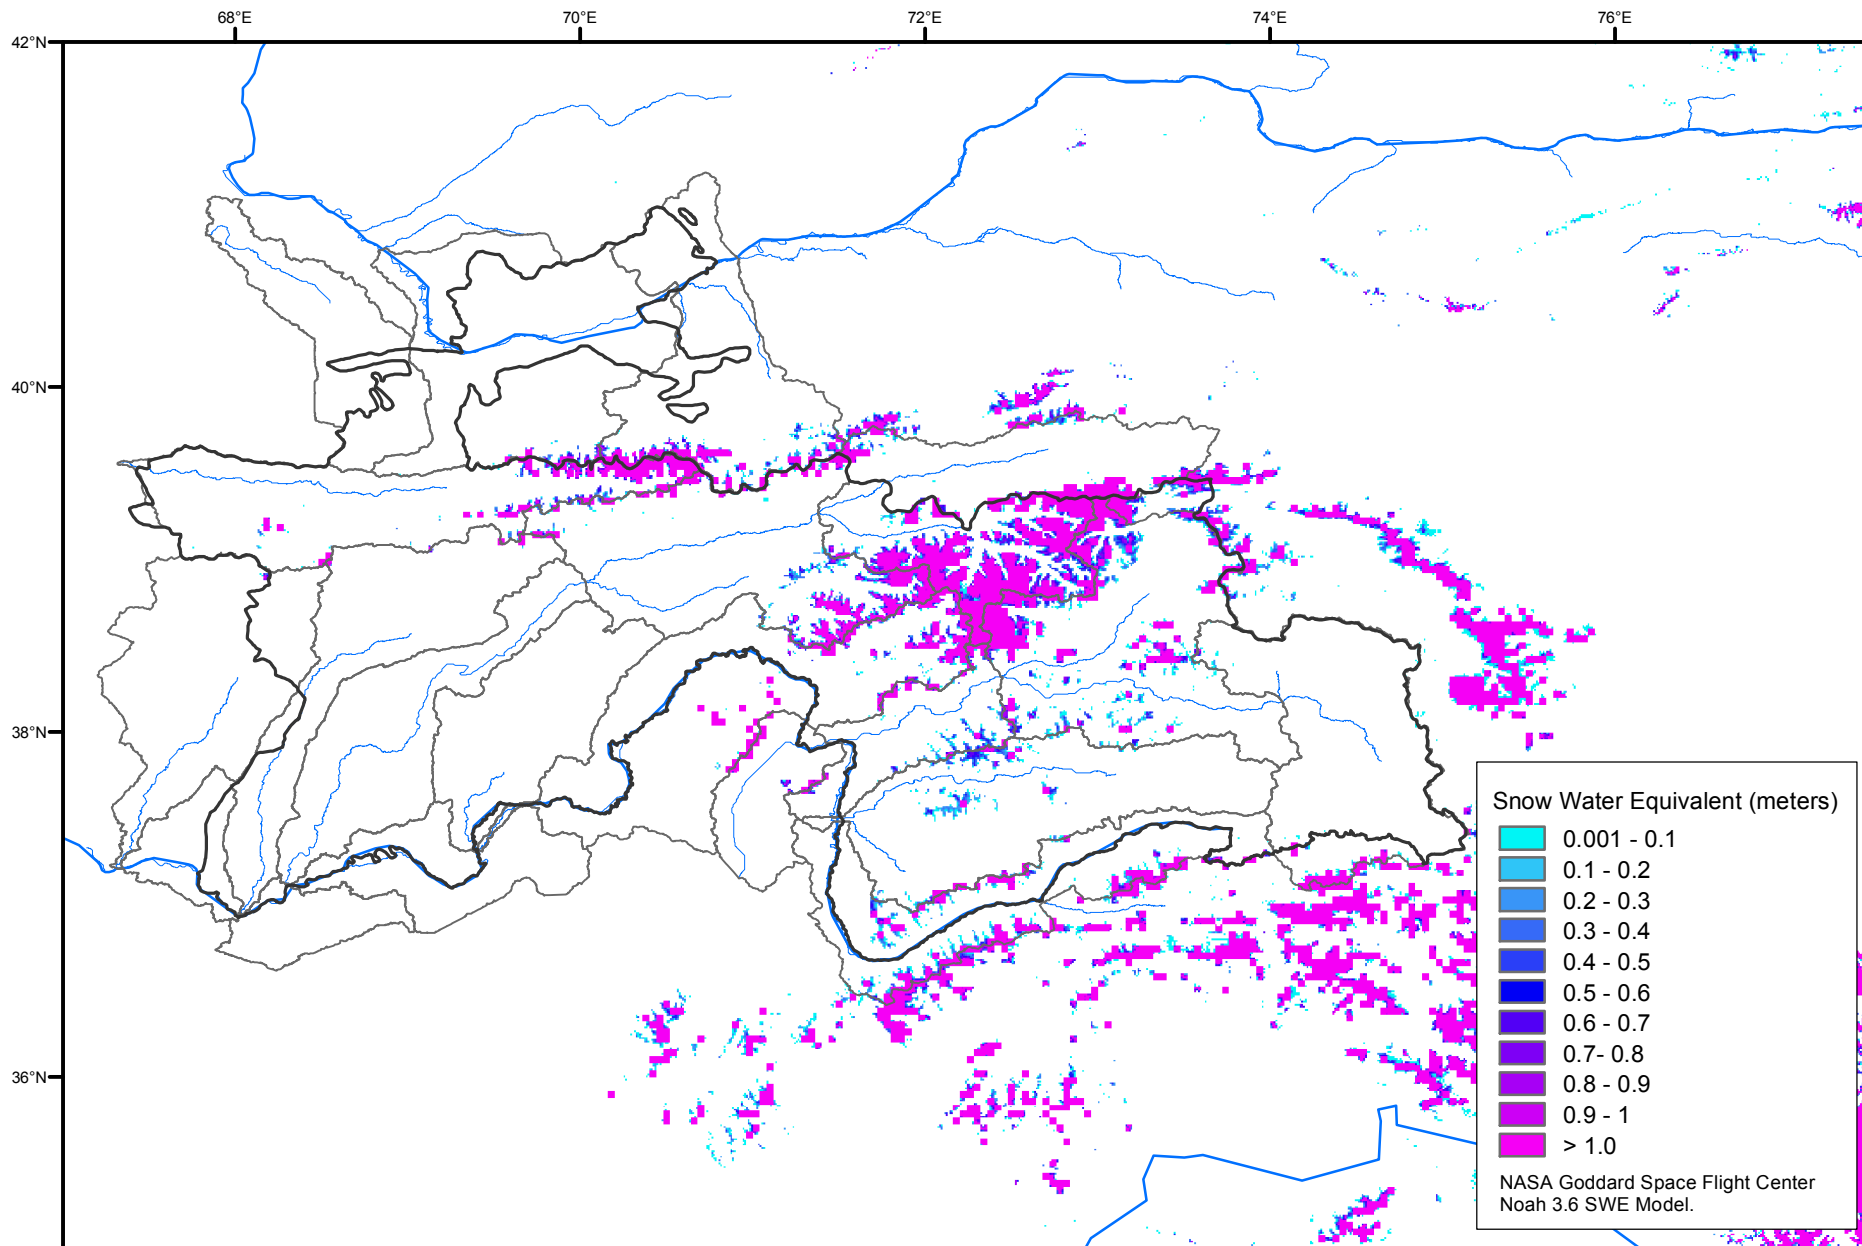 68°E 70°E 72°E 74°E 76°E
42°N
40°N
38°N
36°N
Snow Water Equivalent (meters)
0.001 - 0.1
0.1 - 0.2
0.2 - 0.3
0.3 - 0.4
0.4 - 0.5
0.5 - 0.6
0.6 - 0.7
0.7- 0.8
0.8 - 0.9
0.9 - 1
> 1.0
NASA Goddard Space Flight Center
Noah 3.6 SWE Model.